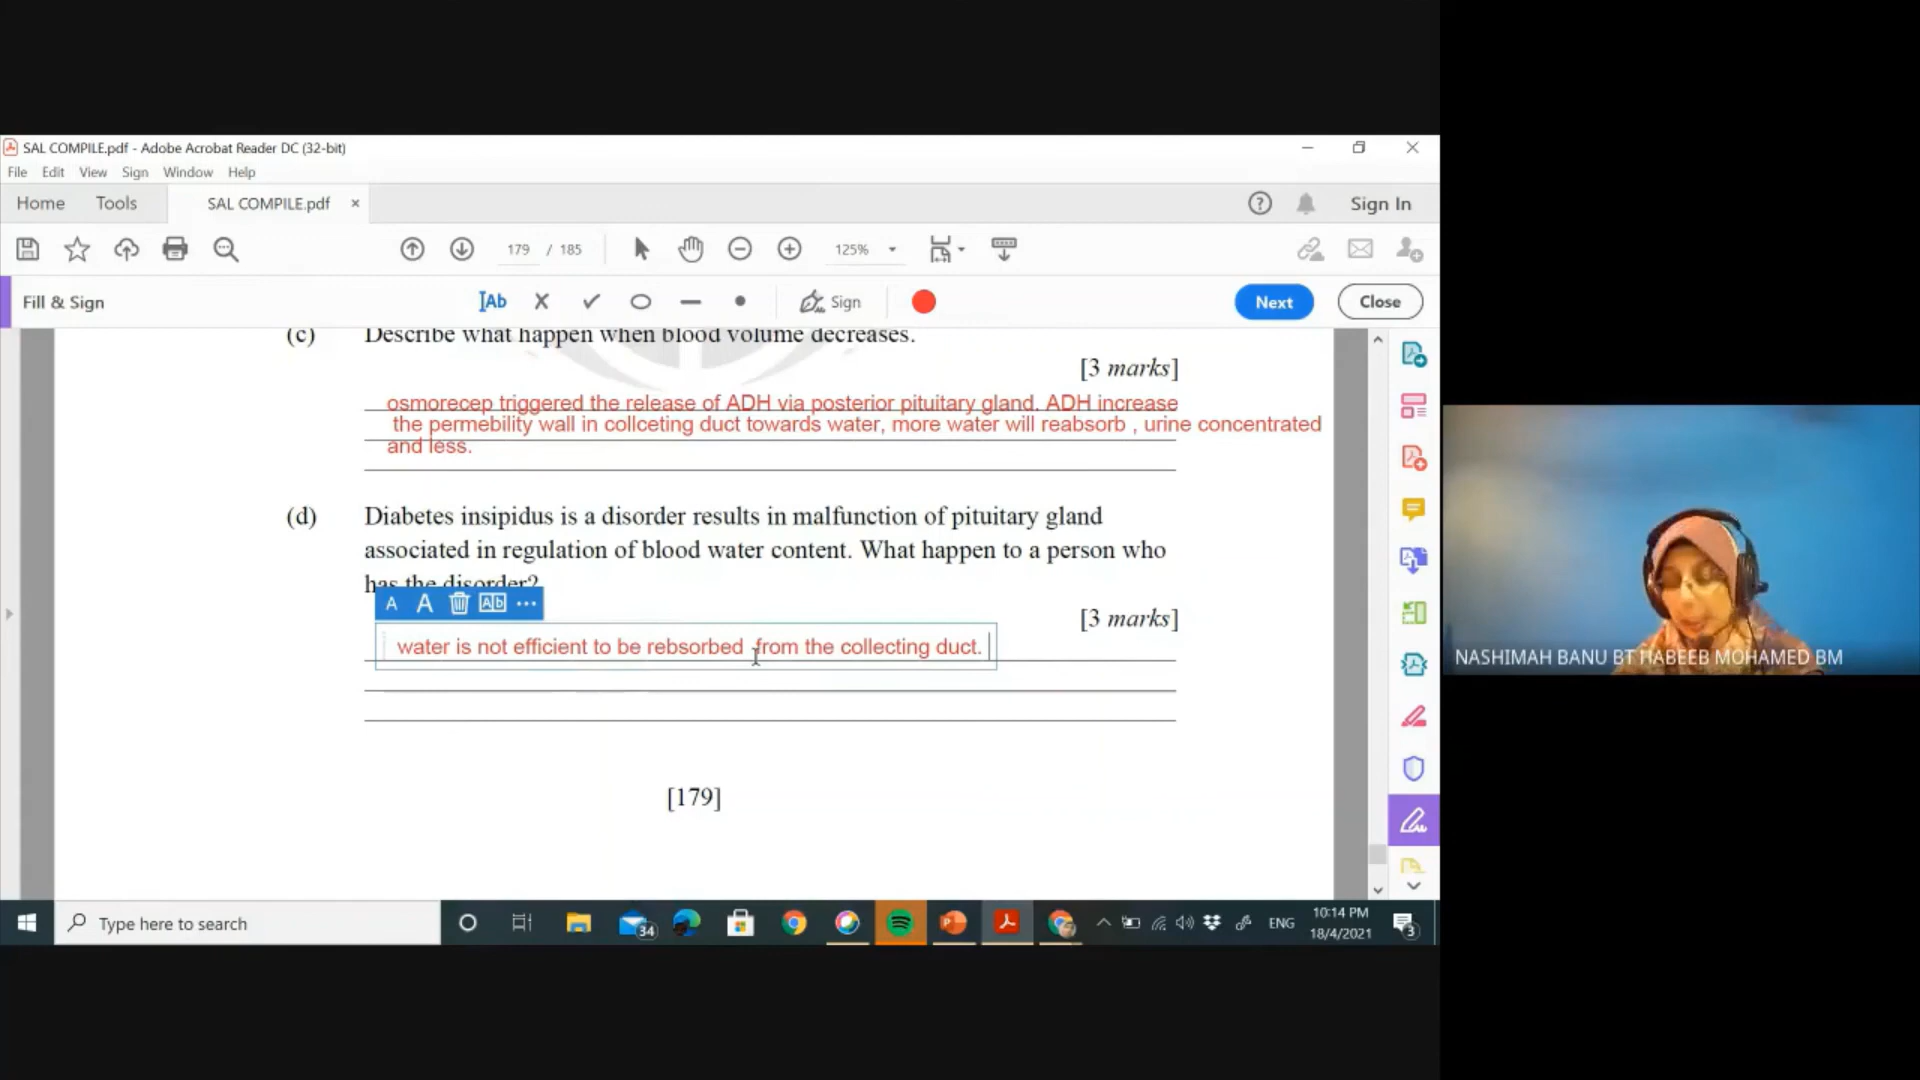 SAL COMPILE.pdf - Adobe Acrobat Reader DC (32-bit)
File Edit View Sign Window Help
Home Tools SAL COMPILE.pdf × Sign In
179 / 185 125%
Fill & Sign Ab Sign Next Close
(c) Describe what happen when blood volume decreases.
[3 marks]
osmorecep triggered the release of ADH via posterior pituitary gland. ADH increase
the permebility wall in collceting duct towards water, more water will reabsorb , urine concentrated
and less.
(d) Diabetes insipidus is a disorder results in malfunction of pituitary gland
associated in regulation of blood water content. What happen to a person who
has the disorder?
A A Ab ...
[3 marks]
water is not efficient to be rebsorbed from the collecting duct.
[179]
NASHIMAH BANU BT HABEEB MOHAMED BM
Type here to search 34 ENG 10:14 PM 3
18/4/2021